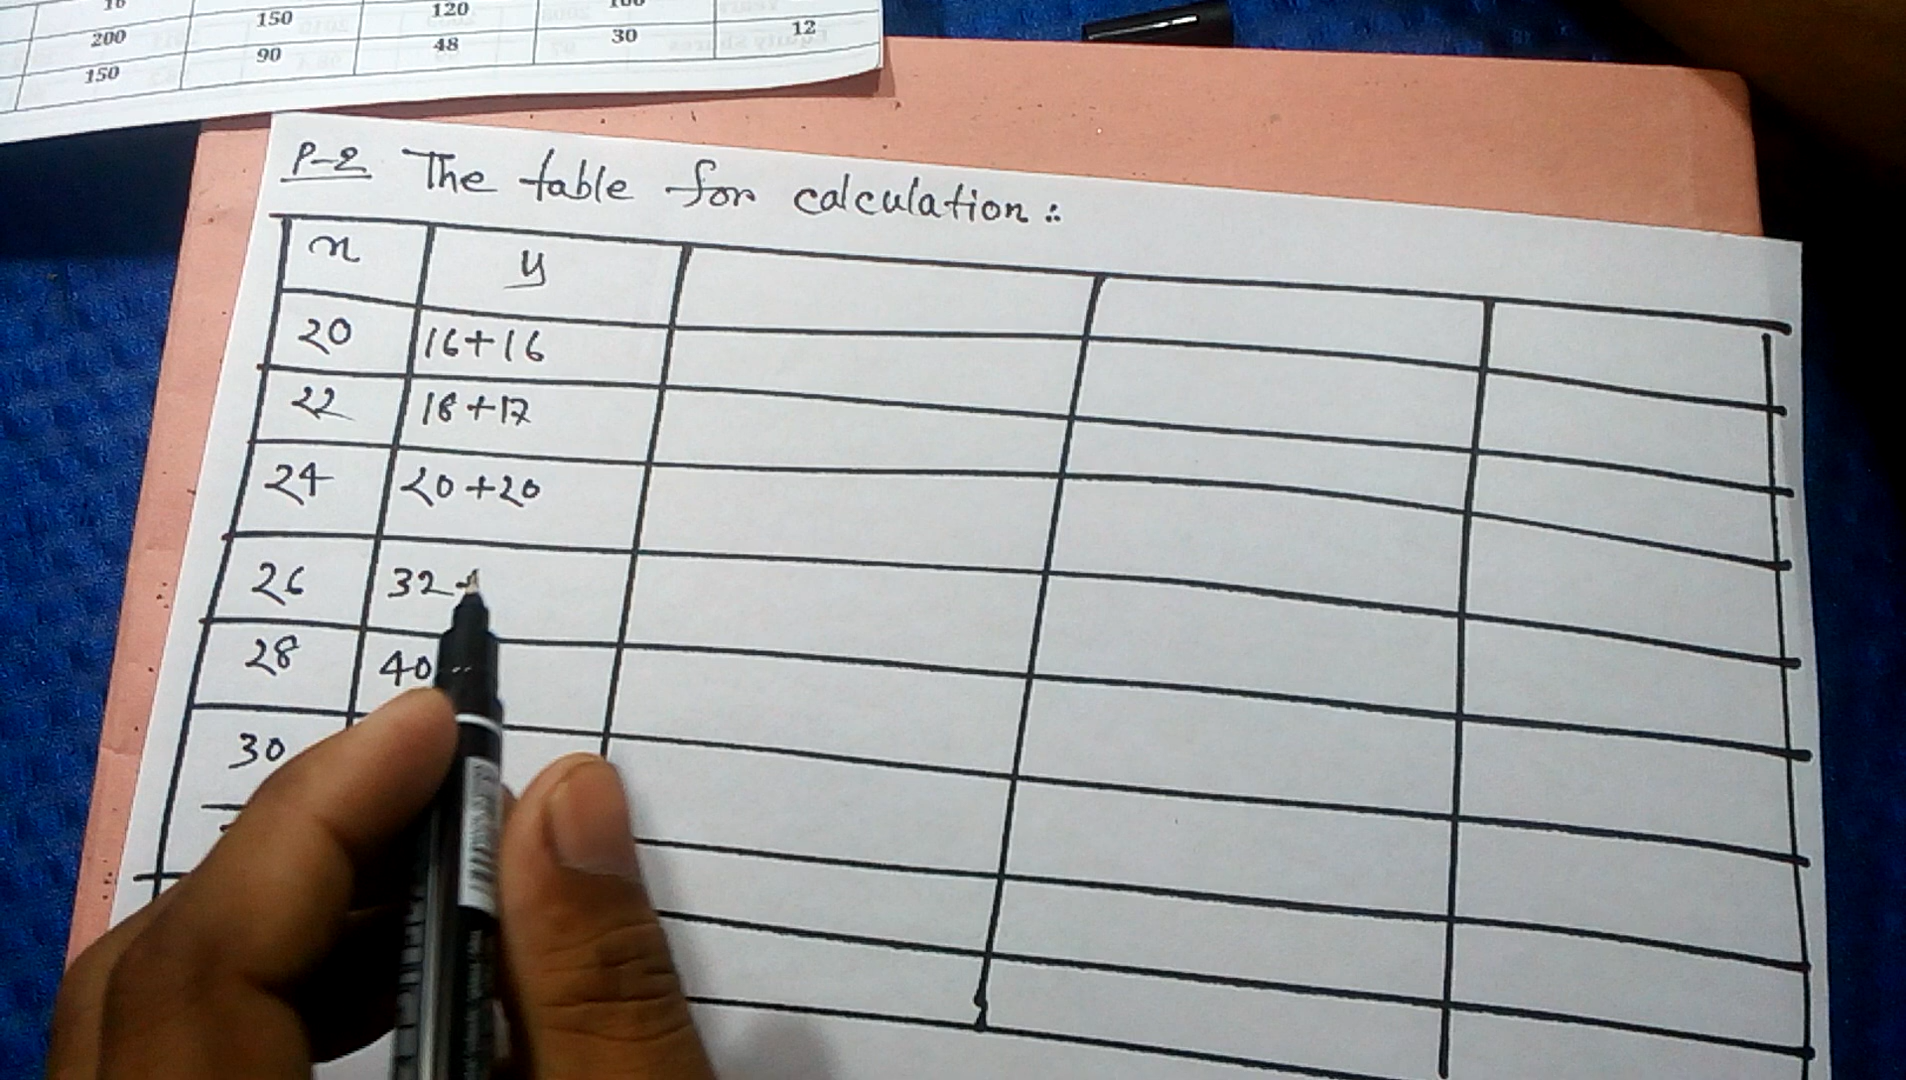 200 150 120 100
150 90 48 30 12
P-2 The table for calculation:
x y
20 16+16
22 18+17
24 20+20
26 32+
28 40
30